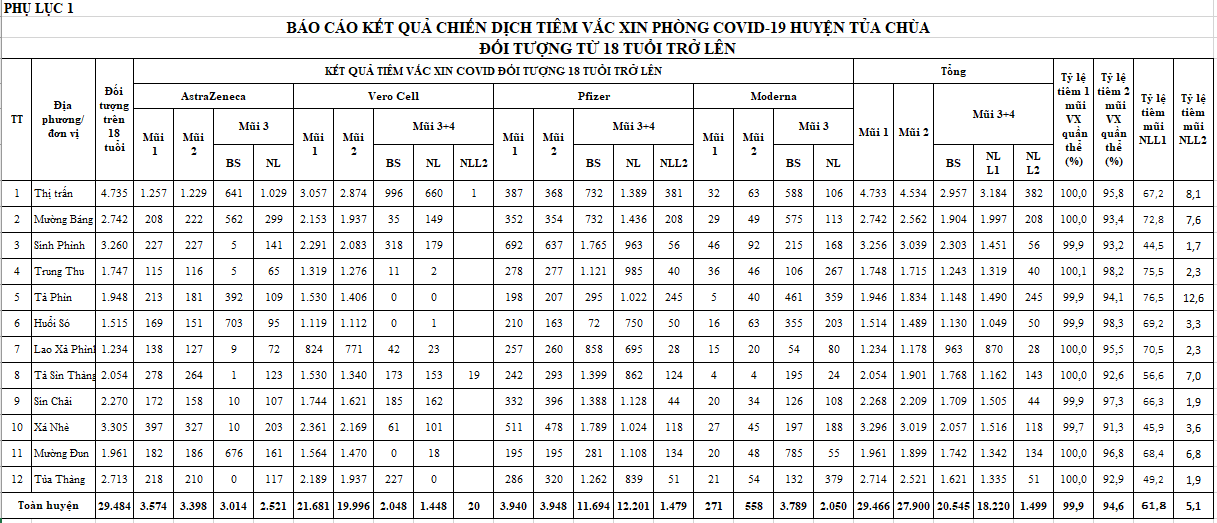 PHỤ LỤC 1
BÁO CÁO KẾT QUẢ CHIẾN DỊCH TIÊM VẮC XIN PHÒNG COVID-19 HUYỆN TỦA CHÙA
ĐỐI TƯỢNG TỪ 18 TUỔI TRỞ LÊN
TT Địa phương/ đơn vị Đối tượng trên 18 tuổi KẾT QUẢ TIÊM VẮC XIN COVID ĐỐI TƯỢNG 18 TUỔI TRỞ LÊN Tổng Tỷ lệ tiêm 1 mũi VX quần thể (%) Tỷ lệ tiêm 2 mũi VX quần thể (%) Tỷ lệ tiêm mũi NLL1 Tỷ lệ tiêm mũi NLL2
AstraZeneca Vero Cell Pfizer Moderna
Mũi 1 Mũi 2 Mũi 3 Mũi 1 Mũi 2 Mũi 3+4 Mũi 1 Mũi 2 Mũi 3+4 Mũi 1 Mũi 2 Mũi 3 Mũi 1 Mũi 2 Mũi 3+4
BS NL BS NL NLL2 BS NL NLL2 BS NL BS NL L1 NL L2
1 Thị trấn 4.735 1.257 1.229 641 1.029 3.057 2.874 996 660 1 387 368 732 1.389 381 32 63 588 106 4.733 4.534 2.957 3.184 382 100,0 95,8 67,2 8,1
2 Mường Báng 2.742 208 222 562 299 2.153 1.937 35 149 352 354 732 1.436 208 29 49 575 113 2.742 2.562 1.904 1.997 208 100,0 93,4 72,8 7,6
3 Sính Phình 3.260 227 227 5 141 2.291 2.083 318 179 692 637 1.765 963 56 46 92 215 168 3.256 3.039 2.303 1.451 56 99,9 93,2 44,5 1,7
4 Trung Thu 1.747 115 116 5 65 1.319 1.276 11 2 278 277 1.121 985 40 36 46 106 267 1.748 1.715 1.243 1.319 40 100,1 98,2 75,5 2,3
5 Tả Phìn 1.948 213 181 392 109 1.530 1.406 0 0 198 207 295 1.022 245 5 40 461 359 1.946 1.834 1.148 1.490 245 99,9 94,1 76,5 12,6
6 Huổi Só 1.515 169 151 703 95 1.119 1.112 0 1 210 163 72 750 50 16 63 355 203 1.514 1.489 1.130 1.049 50 99,9 98,3 69,2 3,3
7 Lao Xả Phình 1.234 138 127 9 72 824 771 42 23 257 260 858 695 28 15 20 54 80 1.234 1.178 963 870 28 100,0 95,5 70,5 2,3
8 Tả Sìn Thàng 2.054 278 264 1 123 1.530 1.340 173 153 19 242 293 1.399 862 124 4 4 195 24 2.054 1.901 1.768 1.162 143 100,0 92,6 56,6 7,0
9 Sín Chải 2.270 172 158 10 107 1.744 1.621 185 162 332 396 1.388 1.128 44 20 34 126 108 2.268 2.209 1.709 1.505 44 99,9 97,3 66,3 1,9
10 Xá Nhè 3.305 397 327 10 203 2.361 2.169 61 101 511 478 1.789 1.024 118 27 45 197 188 3.296 3.019 2.057 1.516 118 99,7 91,3 45,9 3,6
11 Mường Đun 1.961 182 186 676 161 1.564 1.470 0 18 195 195 281 1.108 134 20 48 785 55 1.961 1.899 1.742 1.342 134 100,0 96,8 68,4 6,8
12 Tủa Thàng 2.713 218 210 0 117 2.189 1.937 227 0 286 320 1.262 839 51 21 54 132 379 2.714 2.521 1.621 1.335 51 100,0 92,9 49,2 1,9
Toàn huyện 29.484 3.574 3.398 3.014 2.521 21.681 19.996 2.048 1.448 20 3.940 3.948 11.694 12.201 1.479 271 558 3.789 2.050 29.466 27.900 20.545 18.220 1.499 99,9 94,6 61,8 5,1